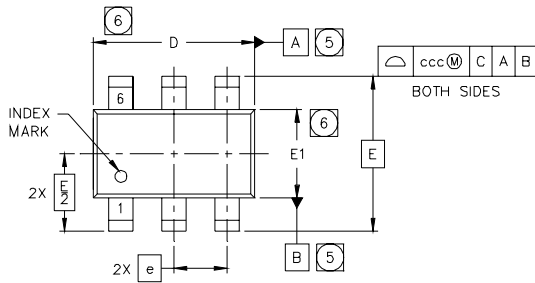 6
D
A 5
ccc Ⓜ C A B
BOTH SIDES
6
INDEX
MARK
6
E1
E
2X E/2
1
B 5
2X e